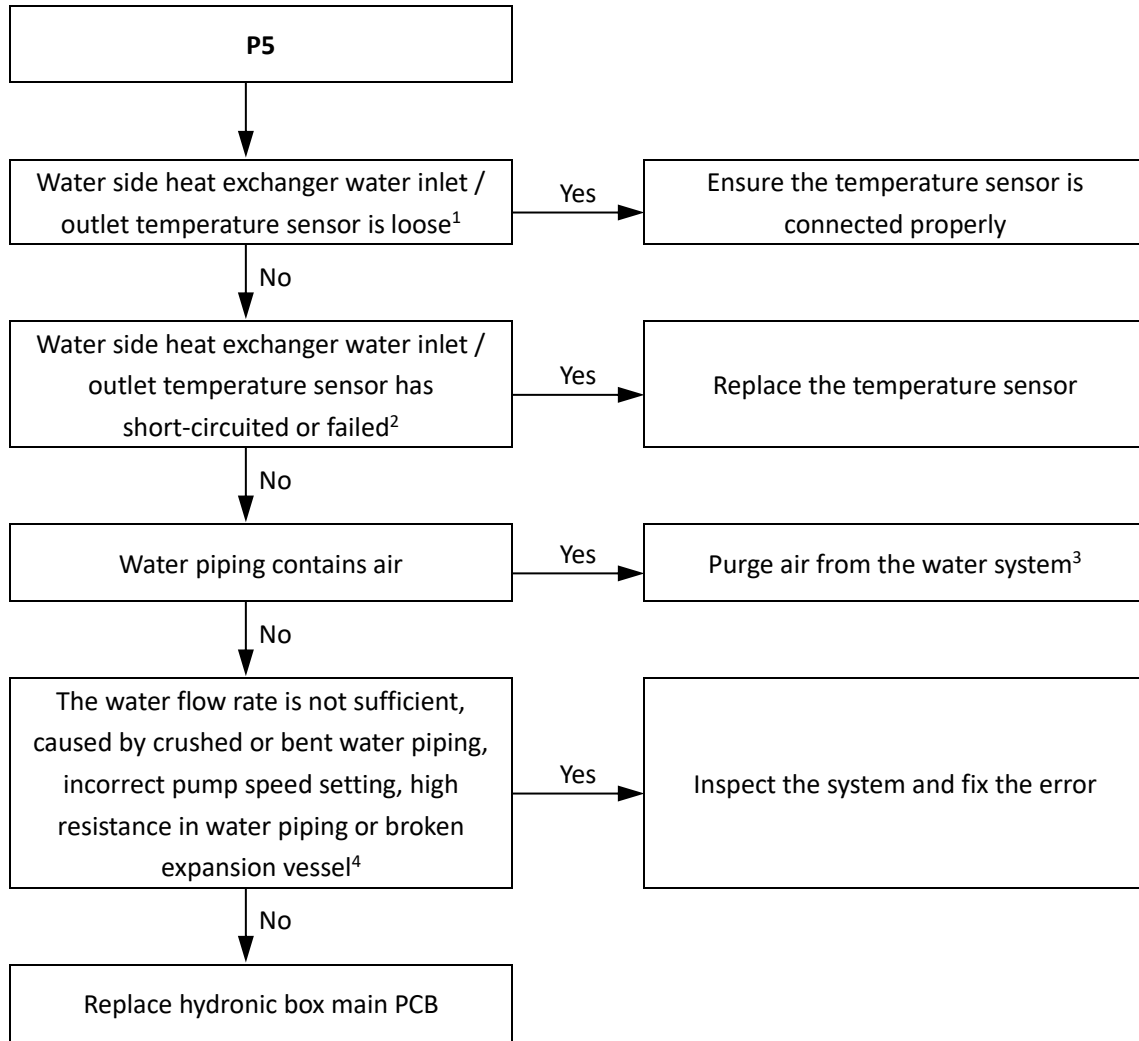 P5
Water side heat exchanger water inlet /
outlet temperature sensor is loose¹
Yes
Ensure the temperature sensor is
connected properly
No
Water side heat exchanger water inlet /
outlet temperature sensor has
short-circuited or failed²
Yes
Replace the temperature sensor
No
Water piping contains air
Yes
Purge air from the water system³
No
The water flow rate is not sufficient,
caused by crushed or bent water piping,
incorrect pump speed setting, high
resistance in water piping or broken
expansion vessel⁴
Yes
Inspect the system and fix the error
No
Replace hydronic box main PCB